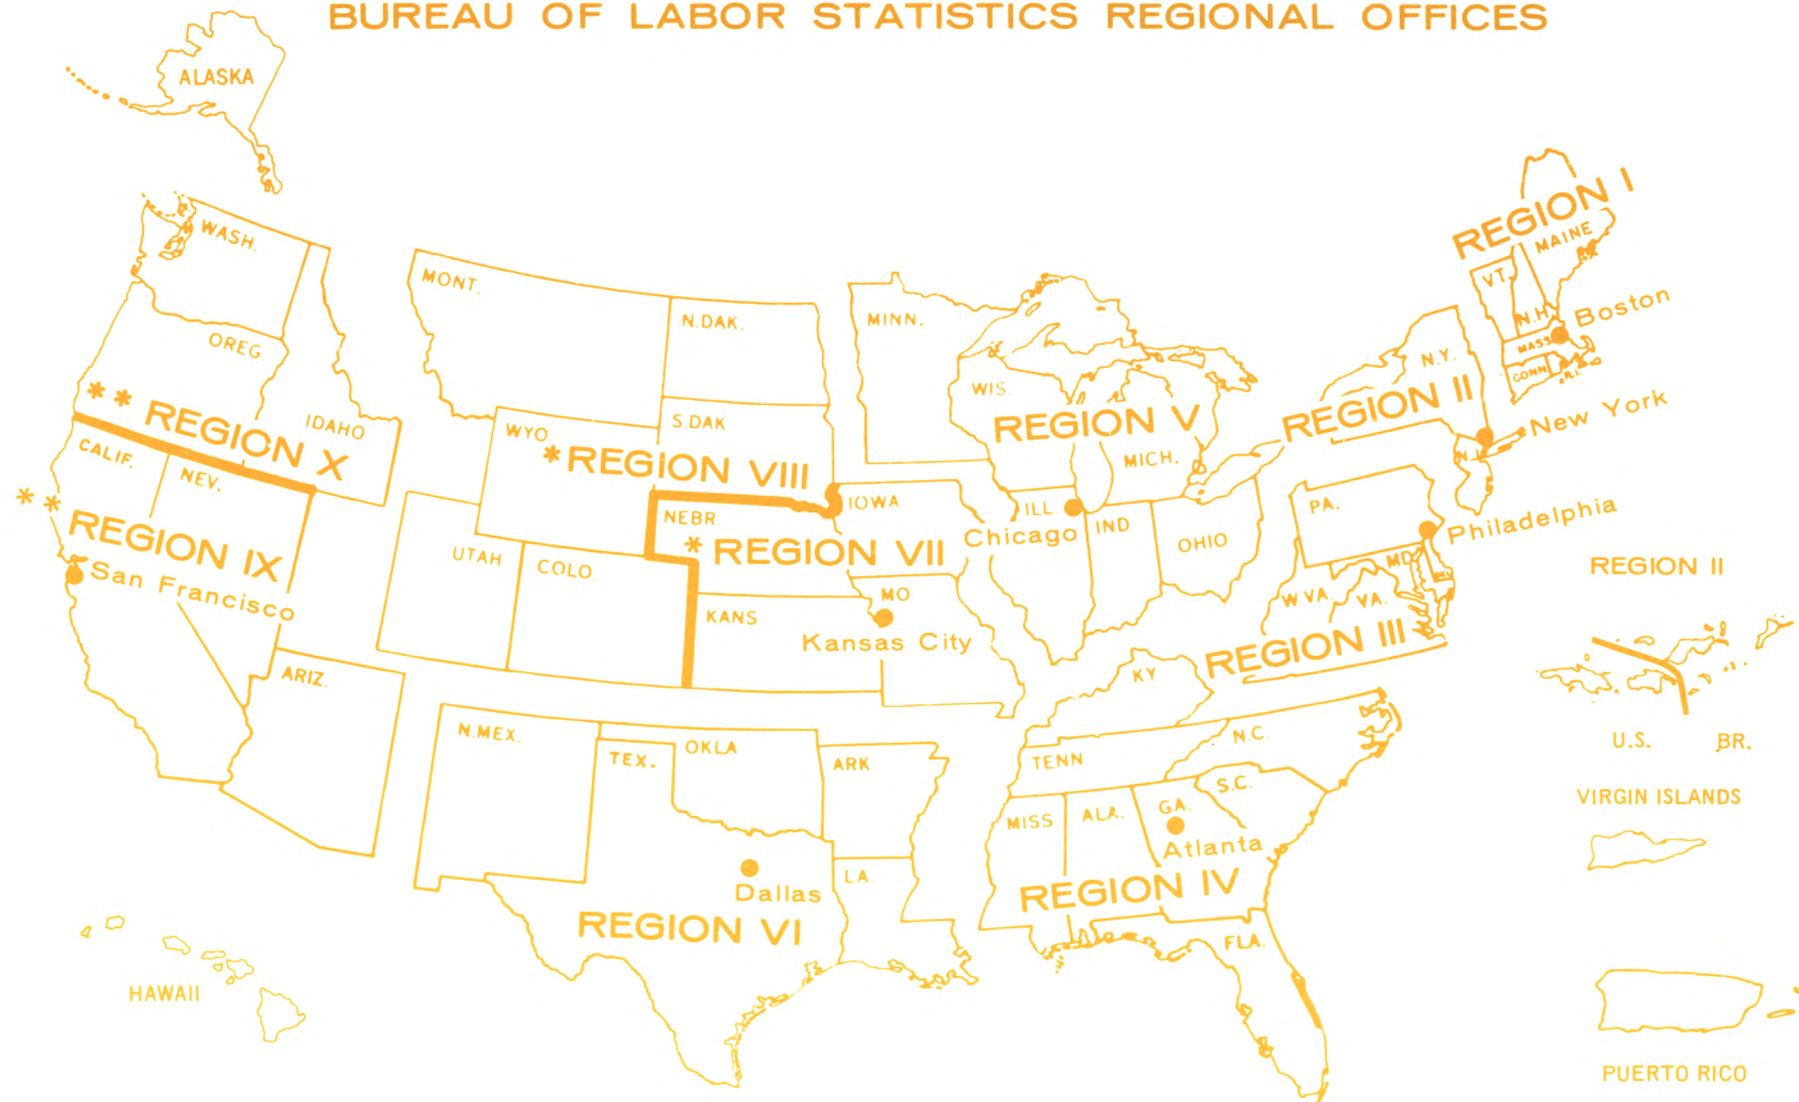 BUREAU OF LABOR STATISTICS REGIONAL OFFICES
ALASKA
WASH.
OREG
IDAHO
** REGION X
CALIF.
NEV.
** REGION IX
San Francisco
MONT.
N.DAK.
S.DAK
WYO
* REGION VIII
UTAH
COLO.
NEBR
IOWA
* REGION VII
KANS
MO.
Kansas City
MINN.
WIS.
REGION V
MICH.
ILL.
Chicago
IND
OHIO
REGION I
MAINE
VT.
N.H.
MASS
CONN
R.I.
Boston
N.Y.
REGION II
New York
N.J.
PA.
Philadelphia
MD.
DEL
W.VA.
VA.
REGION III
KY
TENN
N.C.
S.C.
MISS
ALA.
GA.
Atlanta
REGION IV
FLA.
ARIZ.
N.MEX.
TEX.
OKLA
ARK
LA.
Dallas
REGION VI
HAWAII
REGION II
U.S. BR.
VIRGIN ISLANDS
PUERTO RICO